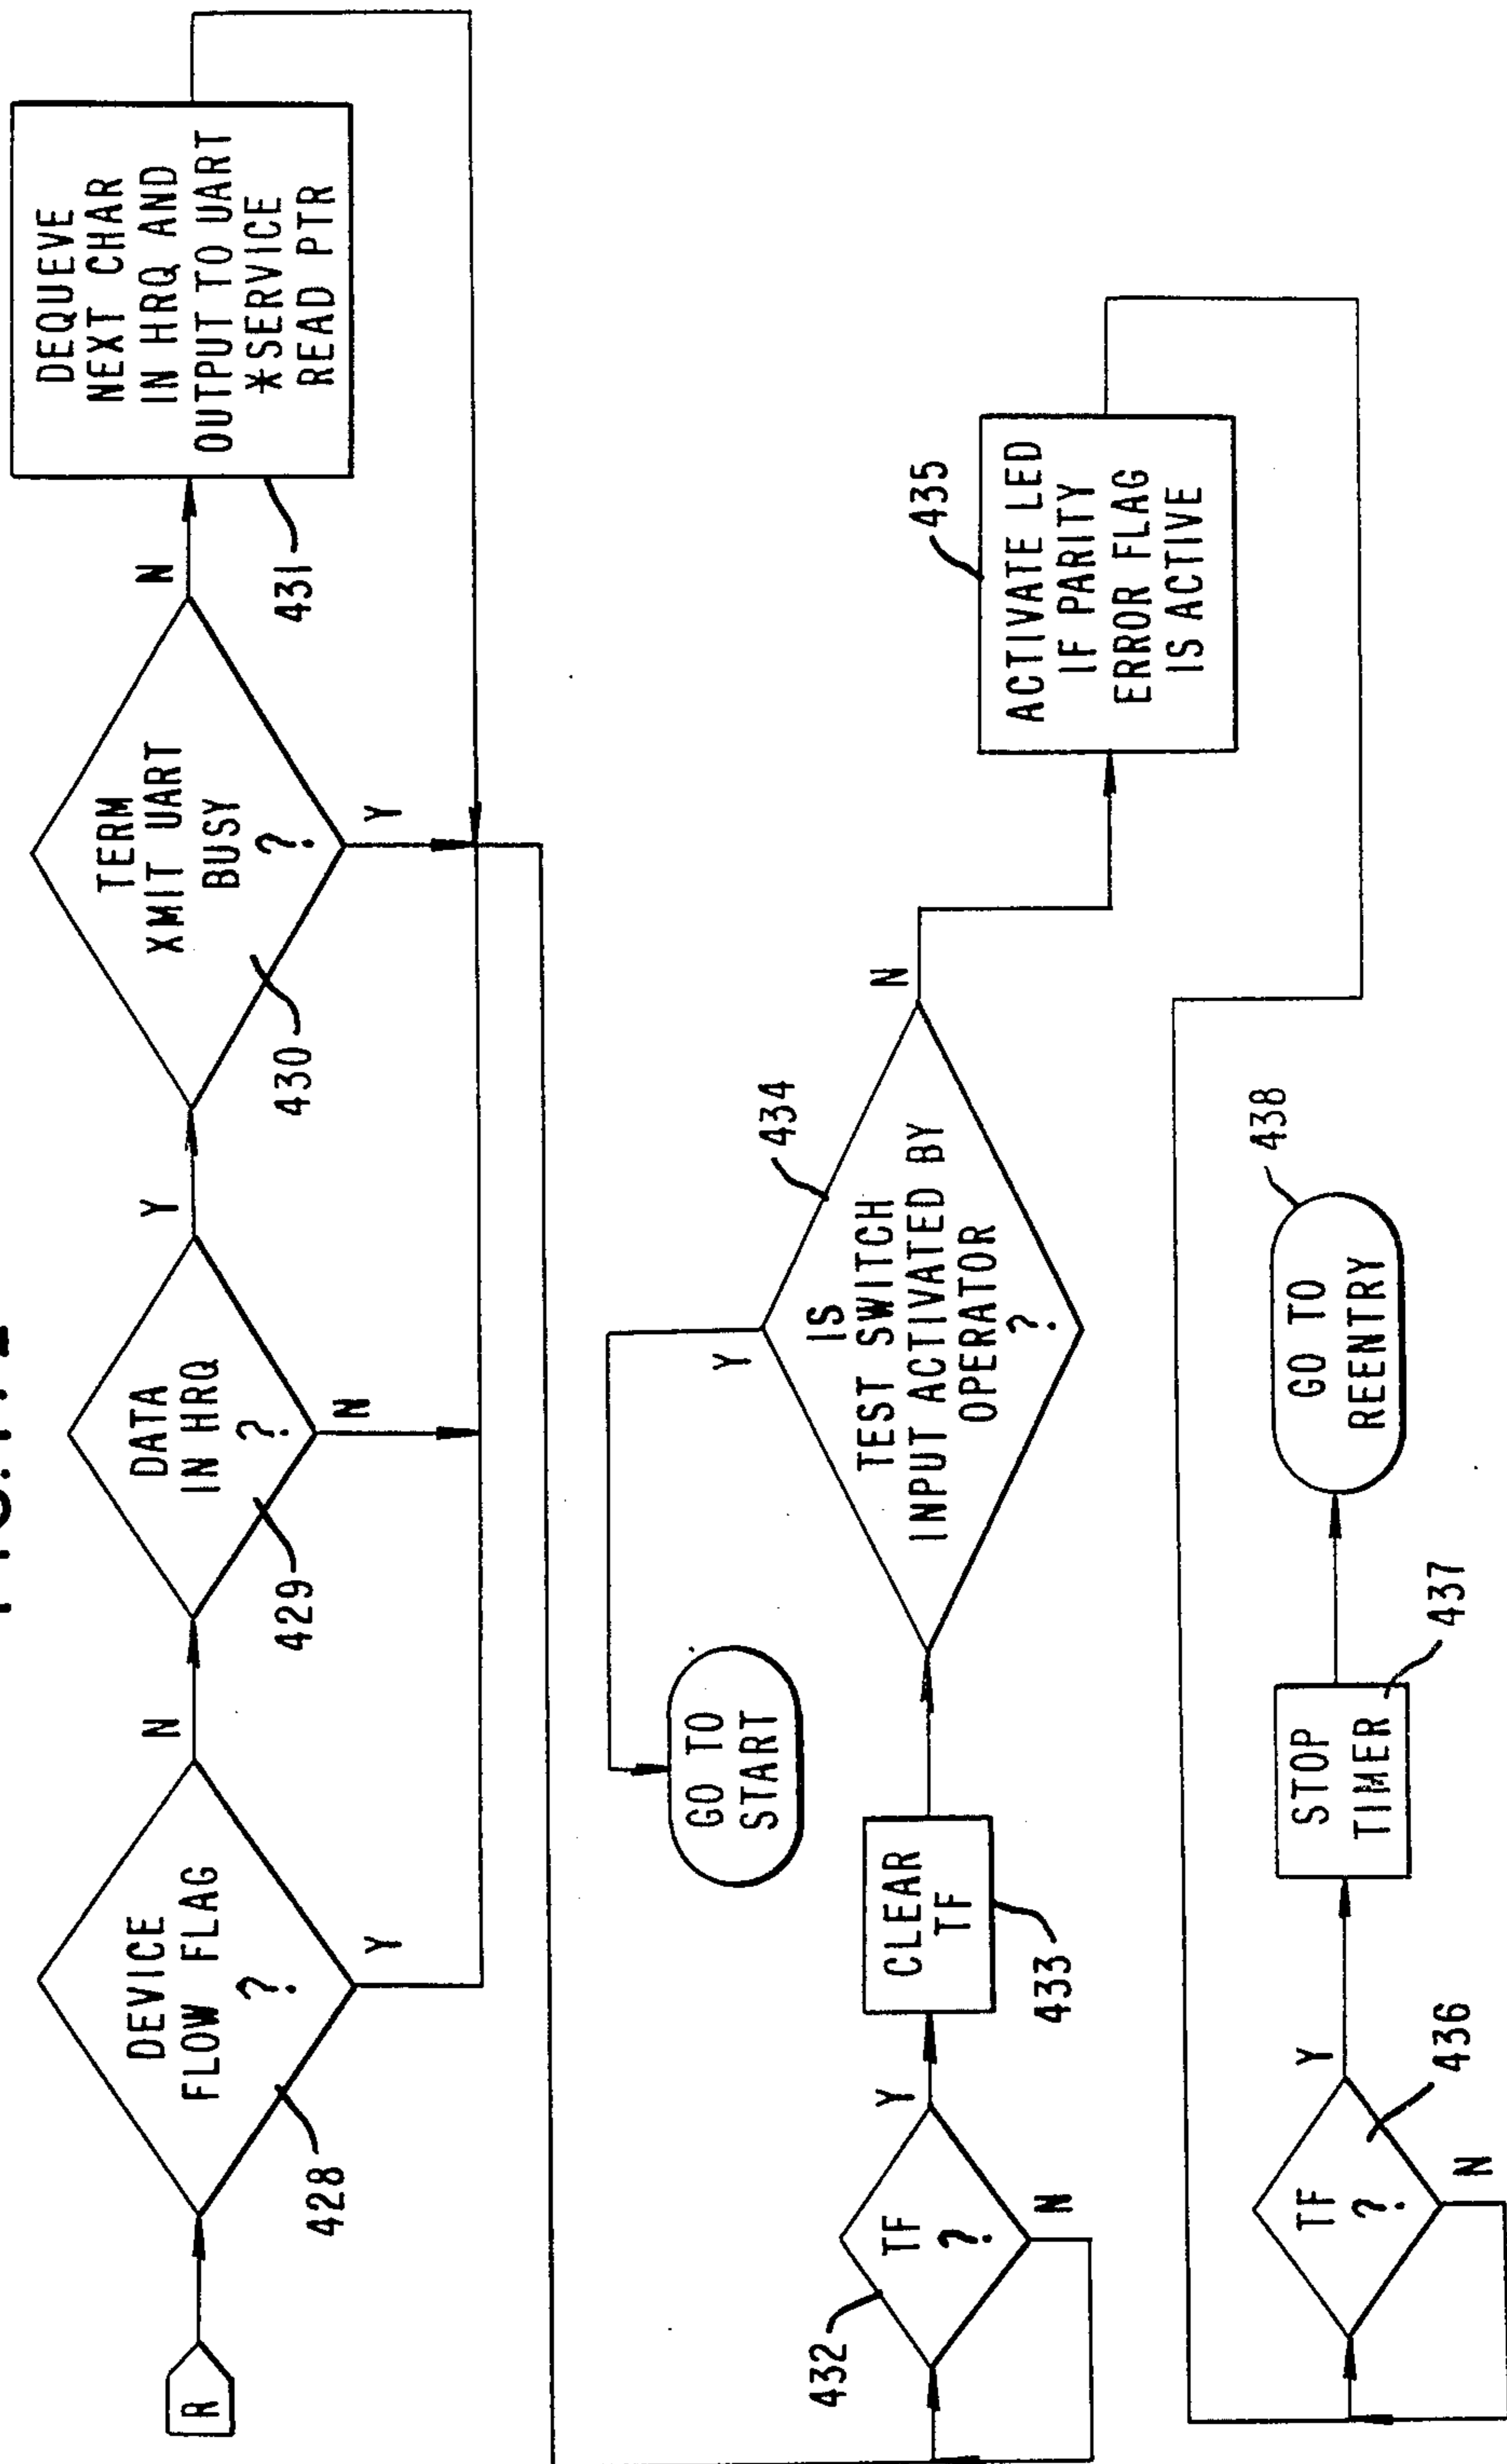 R
DEVICE
FLOW FLAG
?
428
Y
N
DATA
IN HRQ
?
429
N
Y
TERM
XMIT UART
BUSY
?
430
Y
N
DEQUEVE
NEXT CHAR
IN HRQ AND
OUTPUT TO UART
*SERVICE
READ PTR
431
TF
?
432
N
Y
CLEAR
TF
433
GO TO
START
Y
IS
TEST SWITCH
INPUT ACTIVATED BY
OPERATOR
?
434
N
ACTIVATE LED
IF PARITY
ERROR FLAG
IS ACTIVE
435
TF
?
436
N
Y
STOP
TIMER
437
GO TO
REENTRY
438